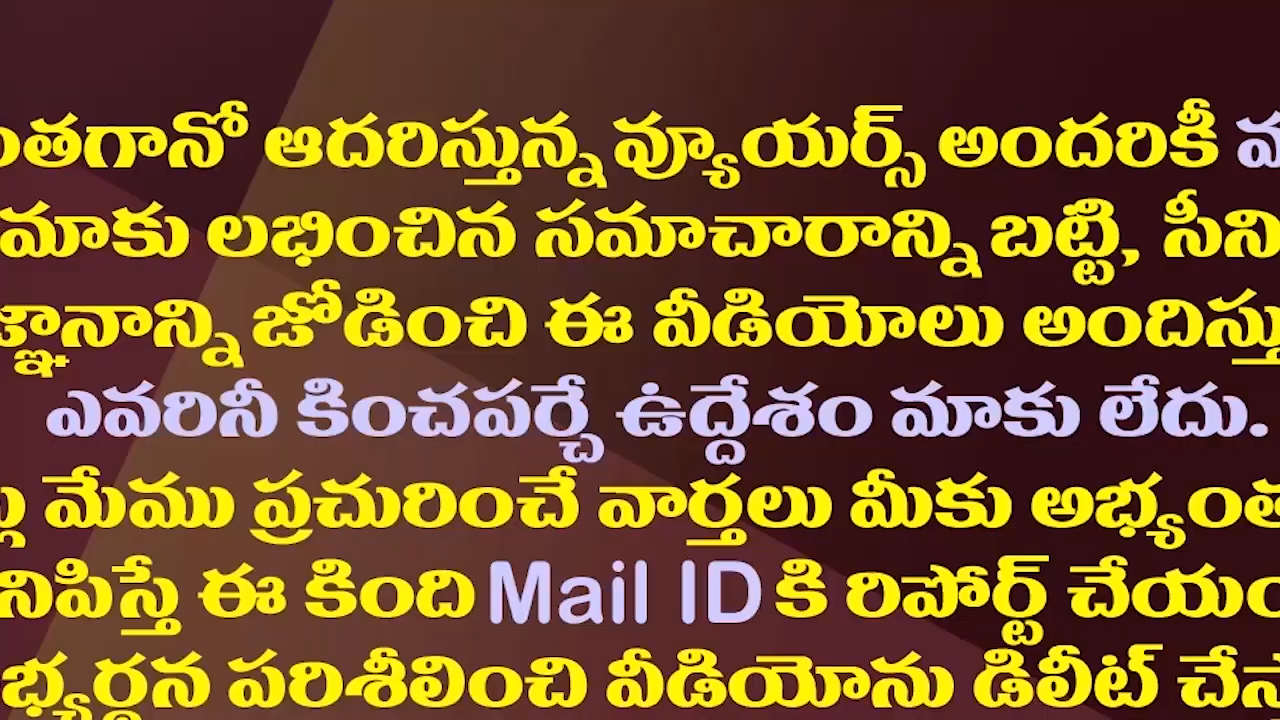 ంతగానో ఆదరిస్తున్న వ్యూయర్స్ అందరికీ
మాకు లభించిన సమాచారాన్ని బట్టి, సీని
జ్ఞానాన్ని జోడించి ఈ వీడియోలు అందిస్తు
ఎవరినీ కించపర్చే ఉద్దేశం మాకు లేదు.
మేము ప్రచురించే వార్తలు మీకు అభ్యంత
నిపిస్తే ఈ కింది Mail ID కి రిపోర్ట్ చేయం
భ్యర్థన పరిశీలించి వీడియోను డిలీట్ చేస